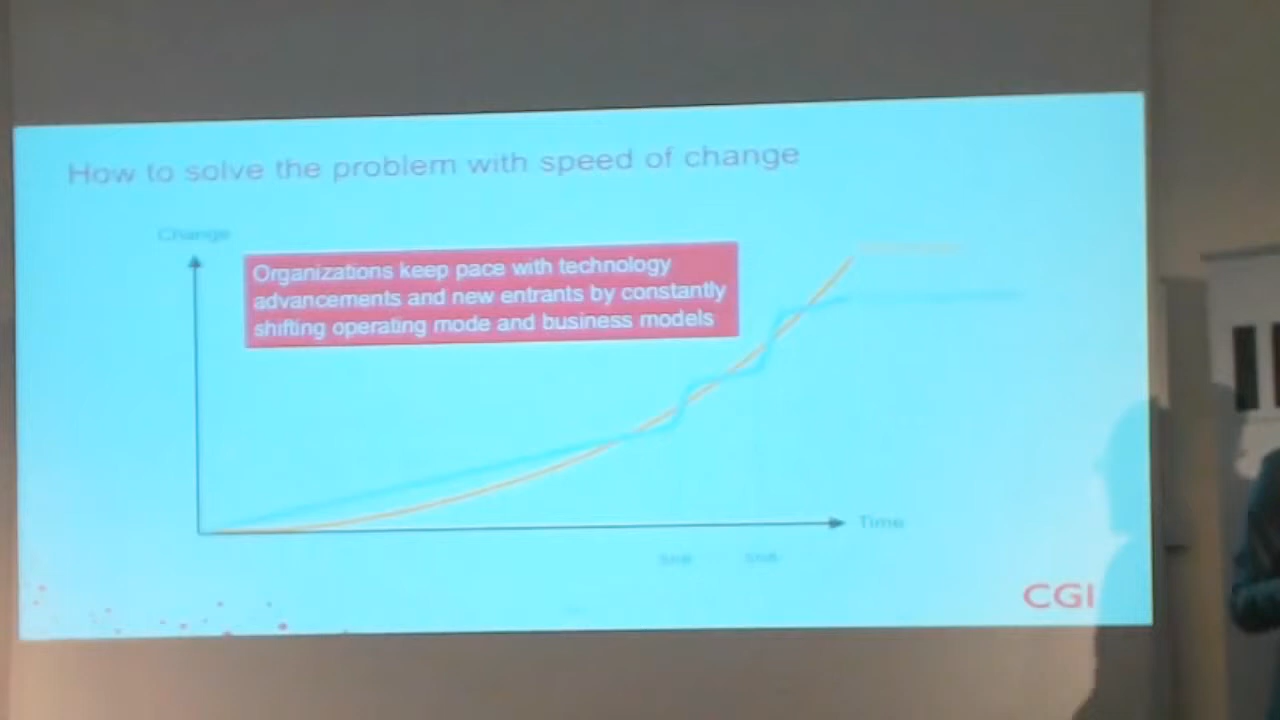 How to solve the problem with speed of change
Change
Organizations keep pace with technology
advancements and new entrants by constantly
shifting operating mode and business models
Time
CGI